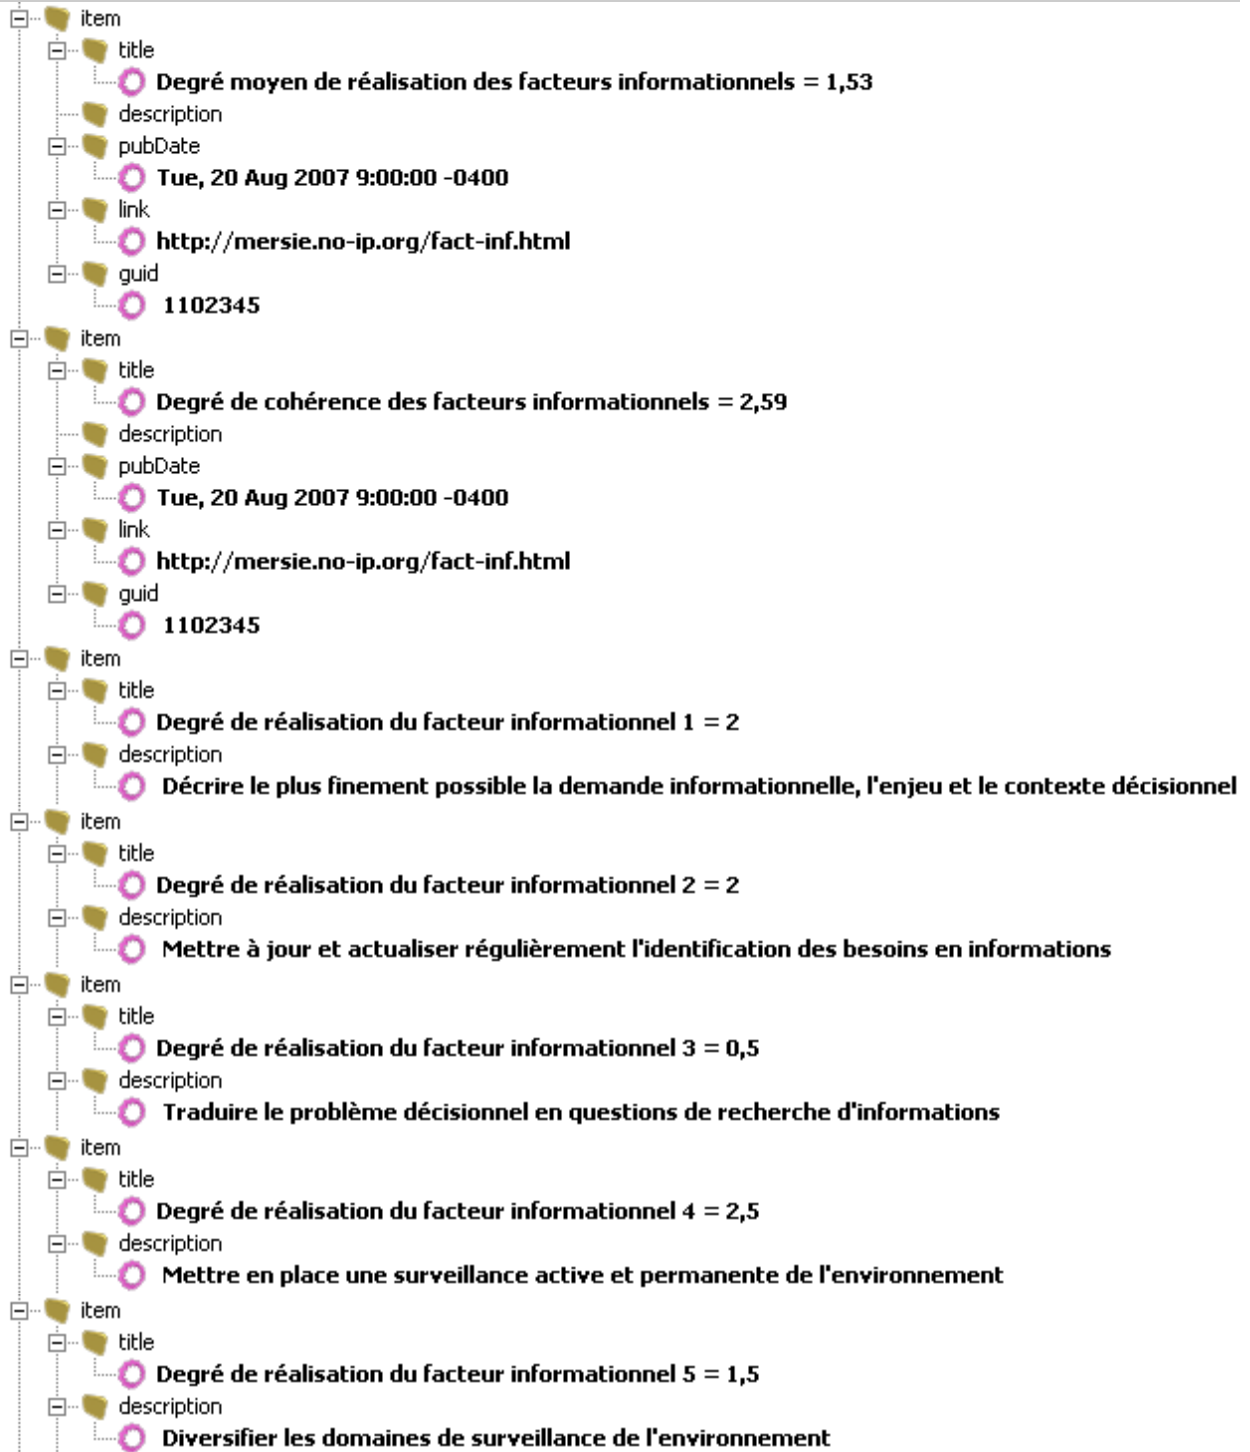 item
title
Degré moyen de réalisation des facteurs informationnels = 1,53
description
pubDate
Tue, 20 Aug 2007 9:00:00 -0400
link
http://mersie.no-ip.org/fact-inf.html
guid
1102345
item
title
Degré de cohérence des facteurs informationnels = 2,59
description
pubDate
Tue, 20 Aug 2007 9:00:00 -0400
link
http://mersie.no-ip.org/fact-inf.html
guid
1102345
item
title
Degré de réalisation du facteur informationnel 1 = 2
description
Décrire le plus finement possible la demande informationnelle, l'enjeu et le contexte décisionnel
item
title
Degré de réalisation du facteur informationnel 2 = 2
description
Mettre à jour et actualiser régulièrement l'identification des besoins en informations
item
title
Degré de réalisation du facteur informationnel 3 = 0,5
description
Traduire le problème décisionnel en questions de recherche d'informations
item
title
Degré de réalisation du facteur informationnel 4 = 2,5
description
Mettre en place une surveillance active et permanente de l'environnement
item
title
Degré de réalisation du facteur informationnel 5 = 1,5
description
Diversifier les domaines de surveillance de l'environnement